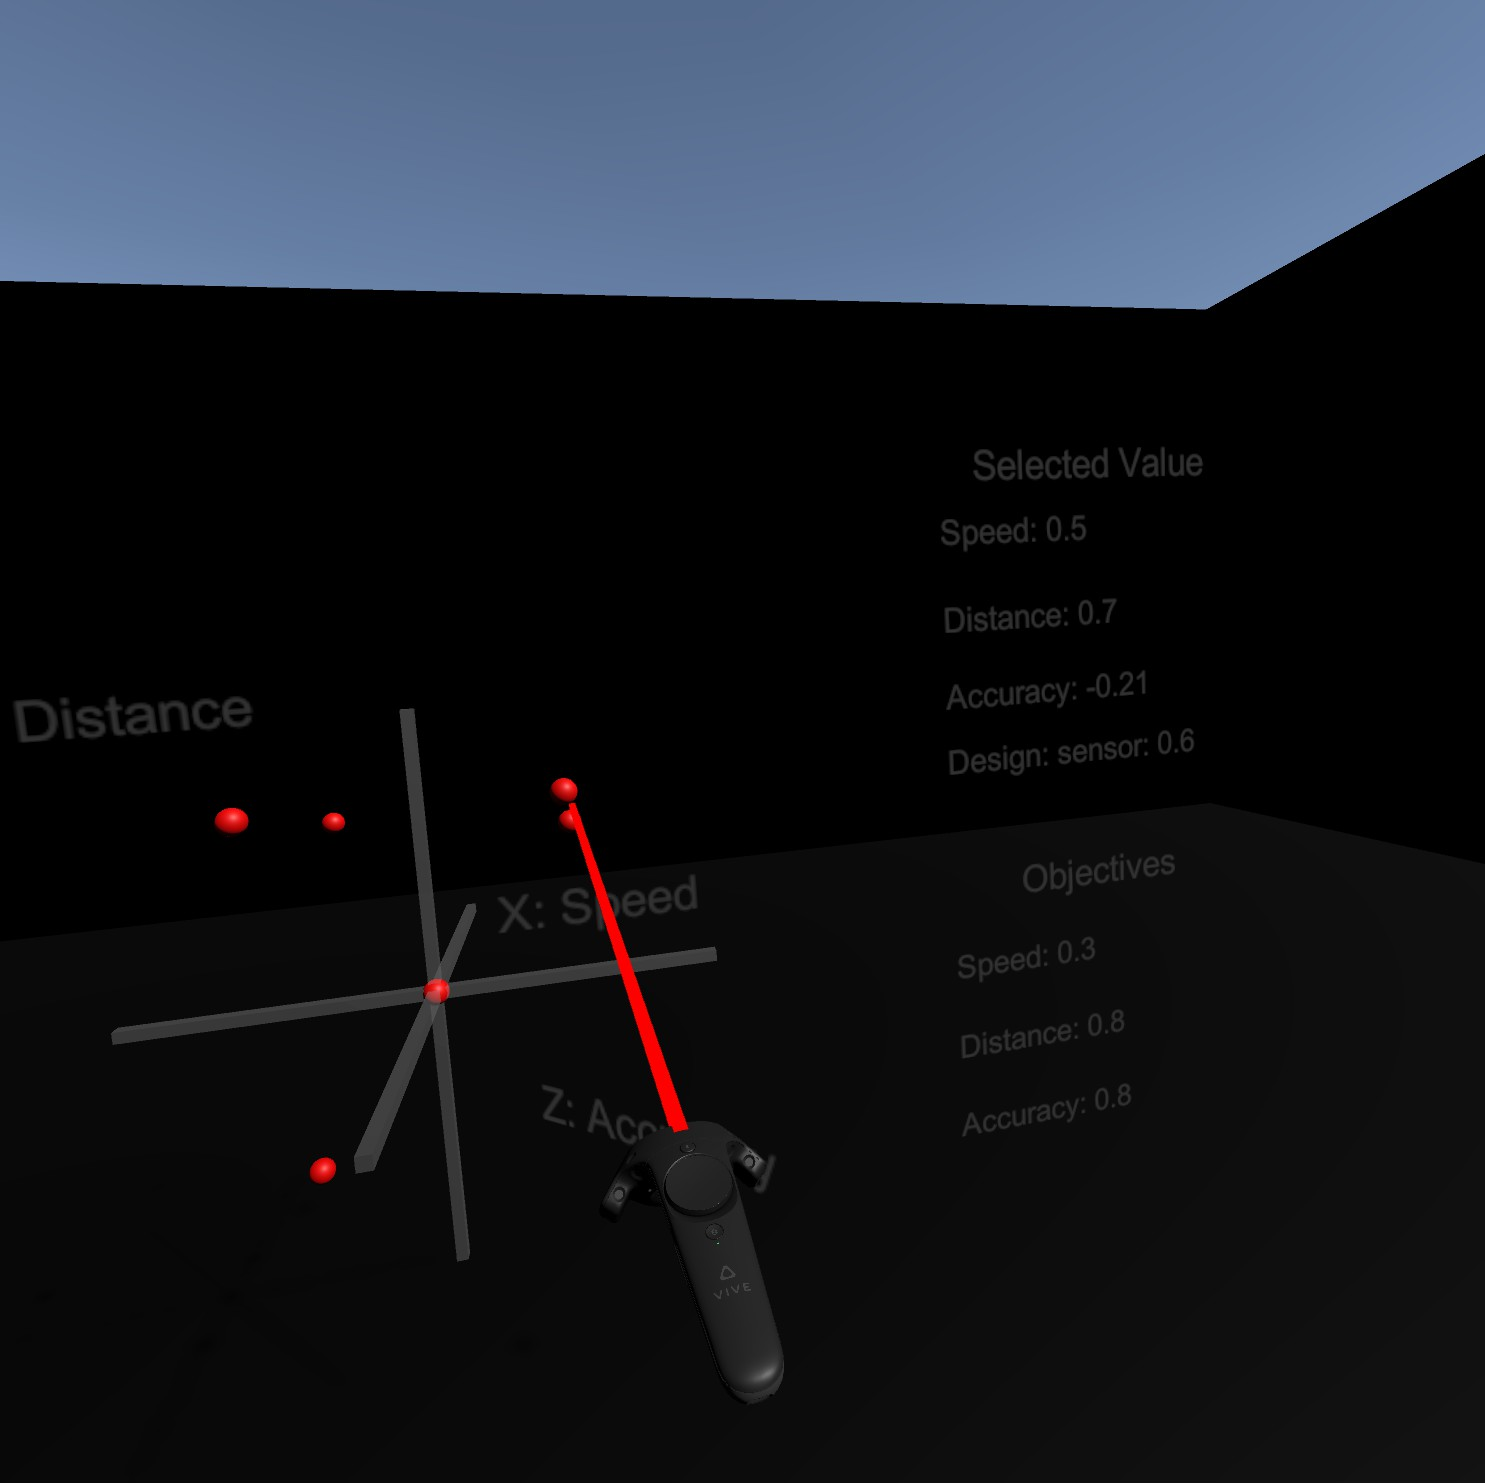 Selected Value
Speed: 0.5
Distance: 0.7
Accuracy: -0.21
Design: sensor: 0.6
Distance
X: Speed
Objectives
Speed: 0.3
Distance: 0.8
Accuracy: 0.8
Z:
VIVE